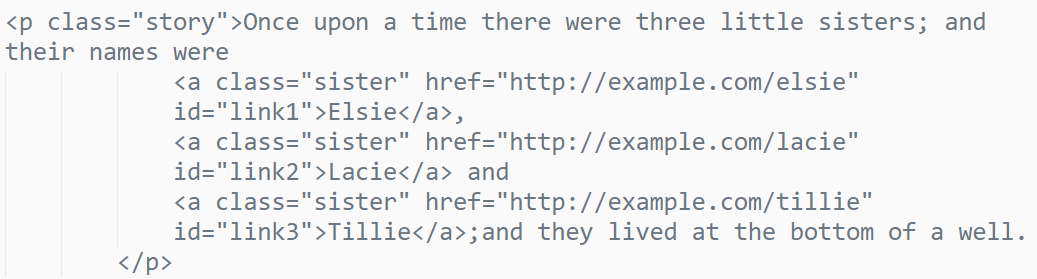 <p class="story">Once upon a time there were three little sisters; and
their names were
<a class="sister" href="http://example.com/elsie"
id="link1">Elsie</a>,
<a class="sister" href="http://example.com/lacie"
id="link2">Lacie</a> and
<a class="sister" href="http://example.com/tillie"
id="link3">Tillie</a>;and they lived at the bottom of a well.
</p>